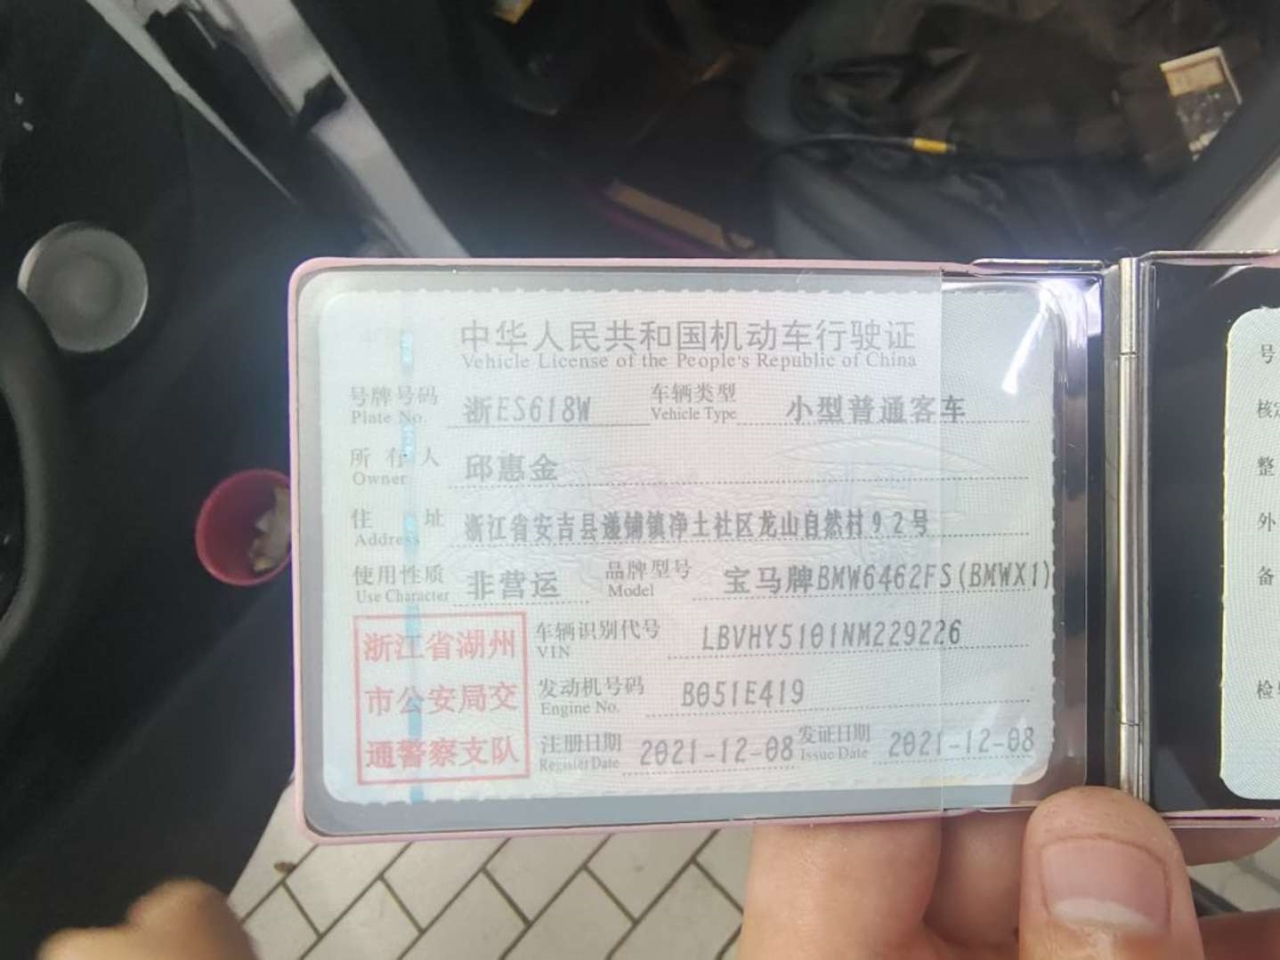 中华人民共和国机动车行驶证
Vehicle License of the People's Republic of China
号牌号码 浙ES618W 车辆类型 小型普通客车
Plate No. Vehicle Type
所有人 邱惠金
Owner
住址 浙江省安吉县递铺镇净土社区龙山自然村92号
Address
使用性质 非营运 品牌型号 宝马牌BMW6462FS(BMWX1)
Use Character Model
车辆识别代号 LBVHY5101NM229226
VIN
发动机号码 B051E419
Engine No.
注册日期 2021-12-08 发证日期 2021-12-08
Register Date Issue Date
浙江省湖州
市公安局交
通警察支队
号
核
整
外
备
检